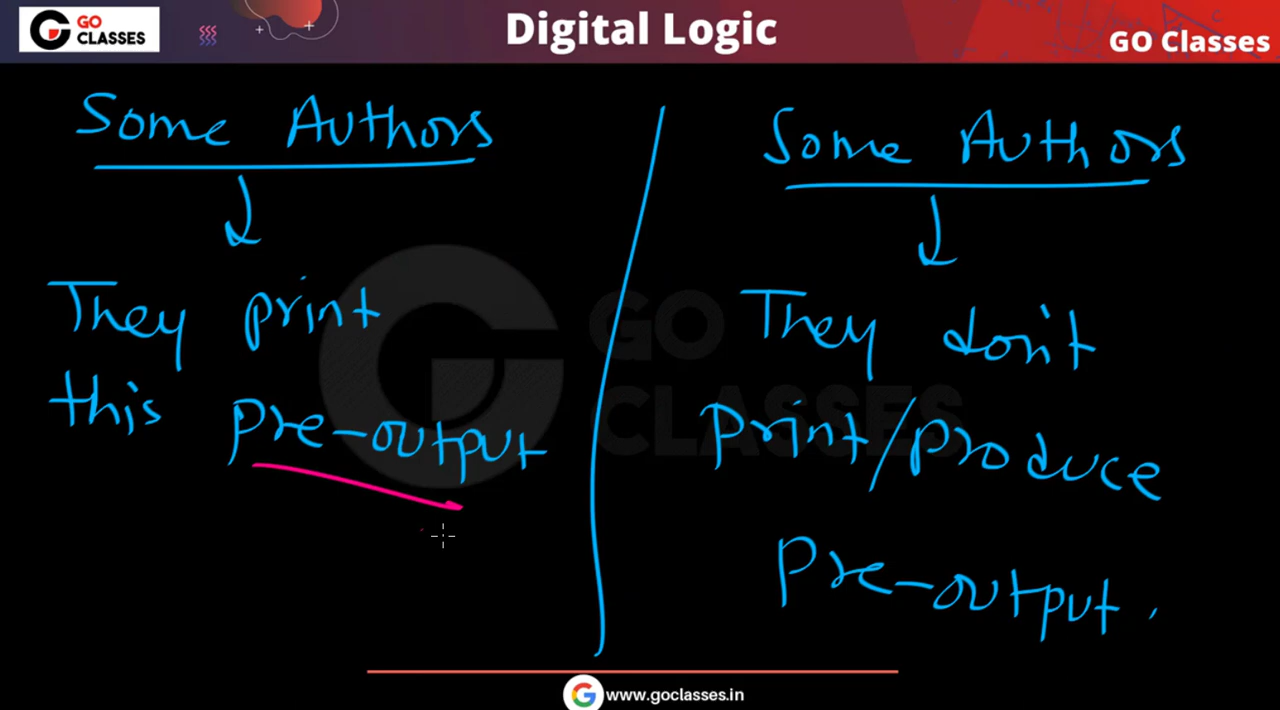 GO
CLASSES
Digital Logic
GO Classes
Some Authors
They print
this pre-output
Some Authors
They don't
print/produce
pre-output.
GO
CLASSES
www.goclasses.in